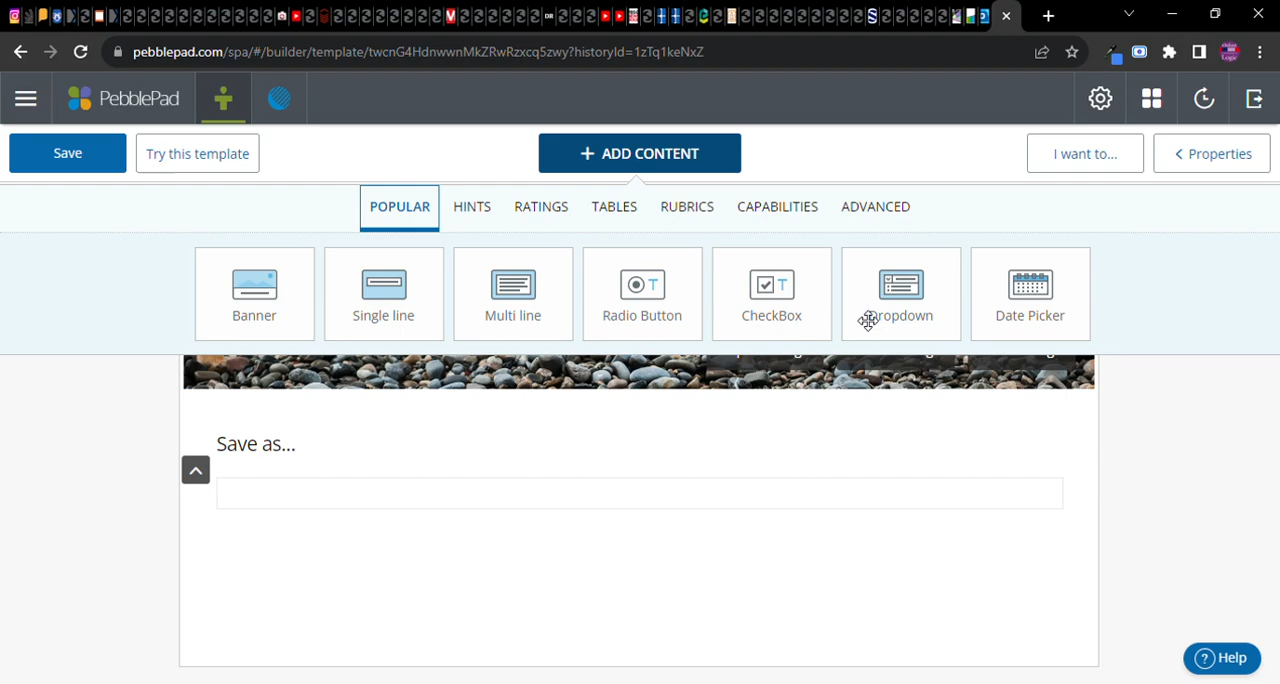 pebblepad.com/spa/#/builder/template/twcnG4HdnwwnMkZRwRzxcq5zwy?historyId=1zTq1keNxZ
PebblePad
Save
Try this template
+ ADD CONTENT
I want to...
< Properties
POPULAR HINTS RATINGS TABLES RUBRICS CAPABILITIES ADVANCED
Banner Single line Multi line Radio Button CheckBox Dropdown Date Picker
Save as...
? Help